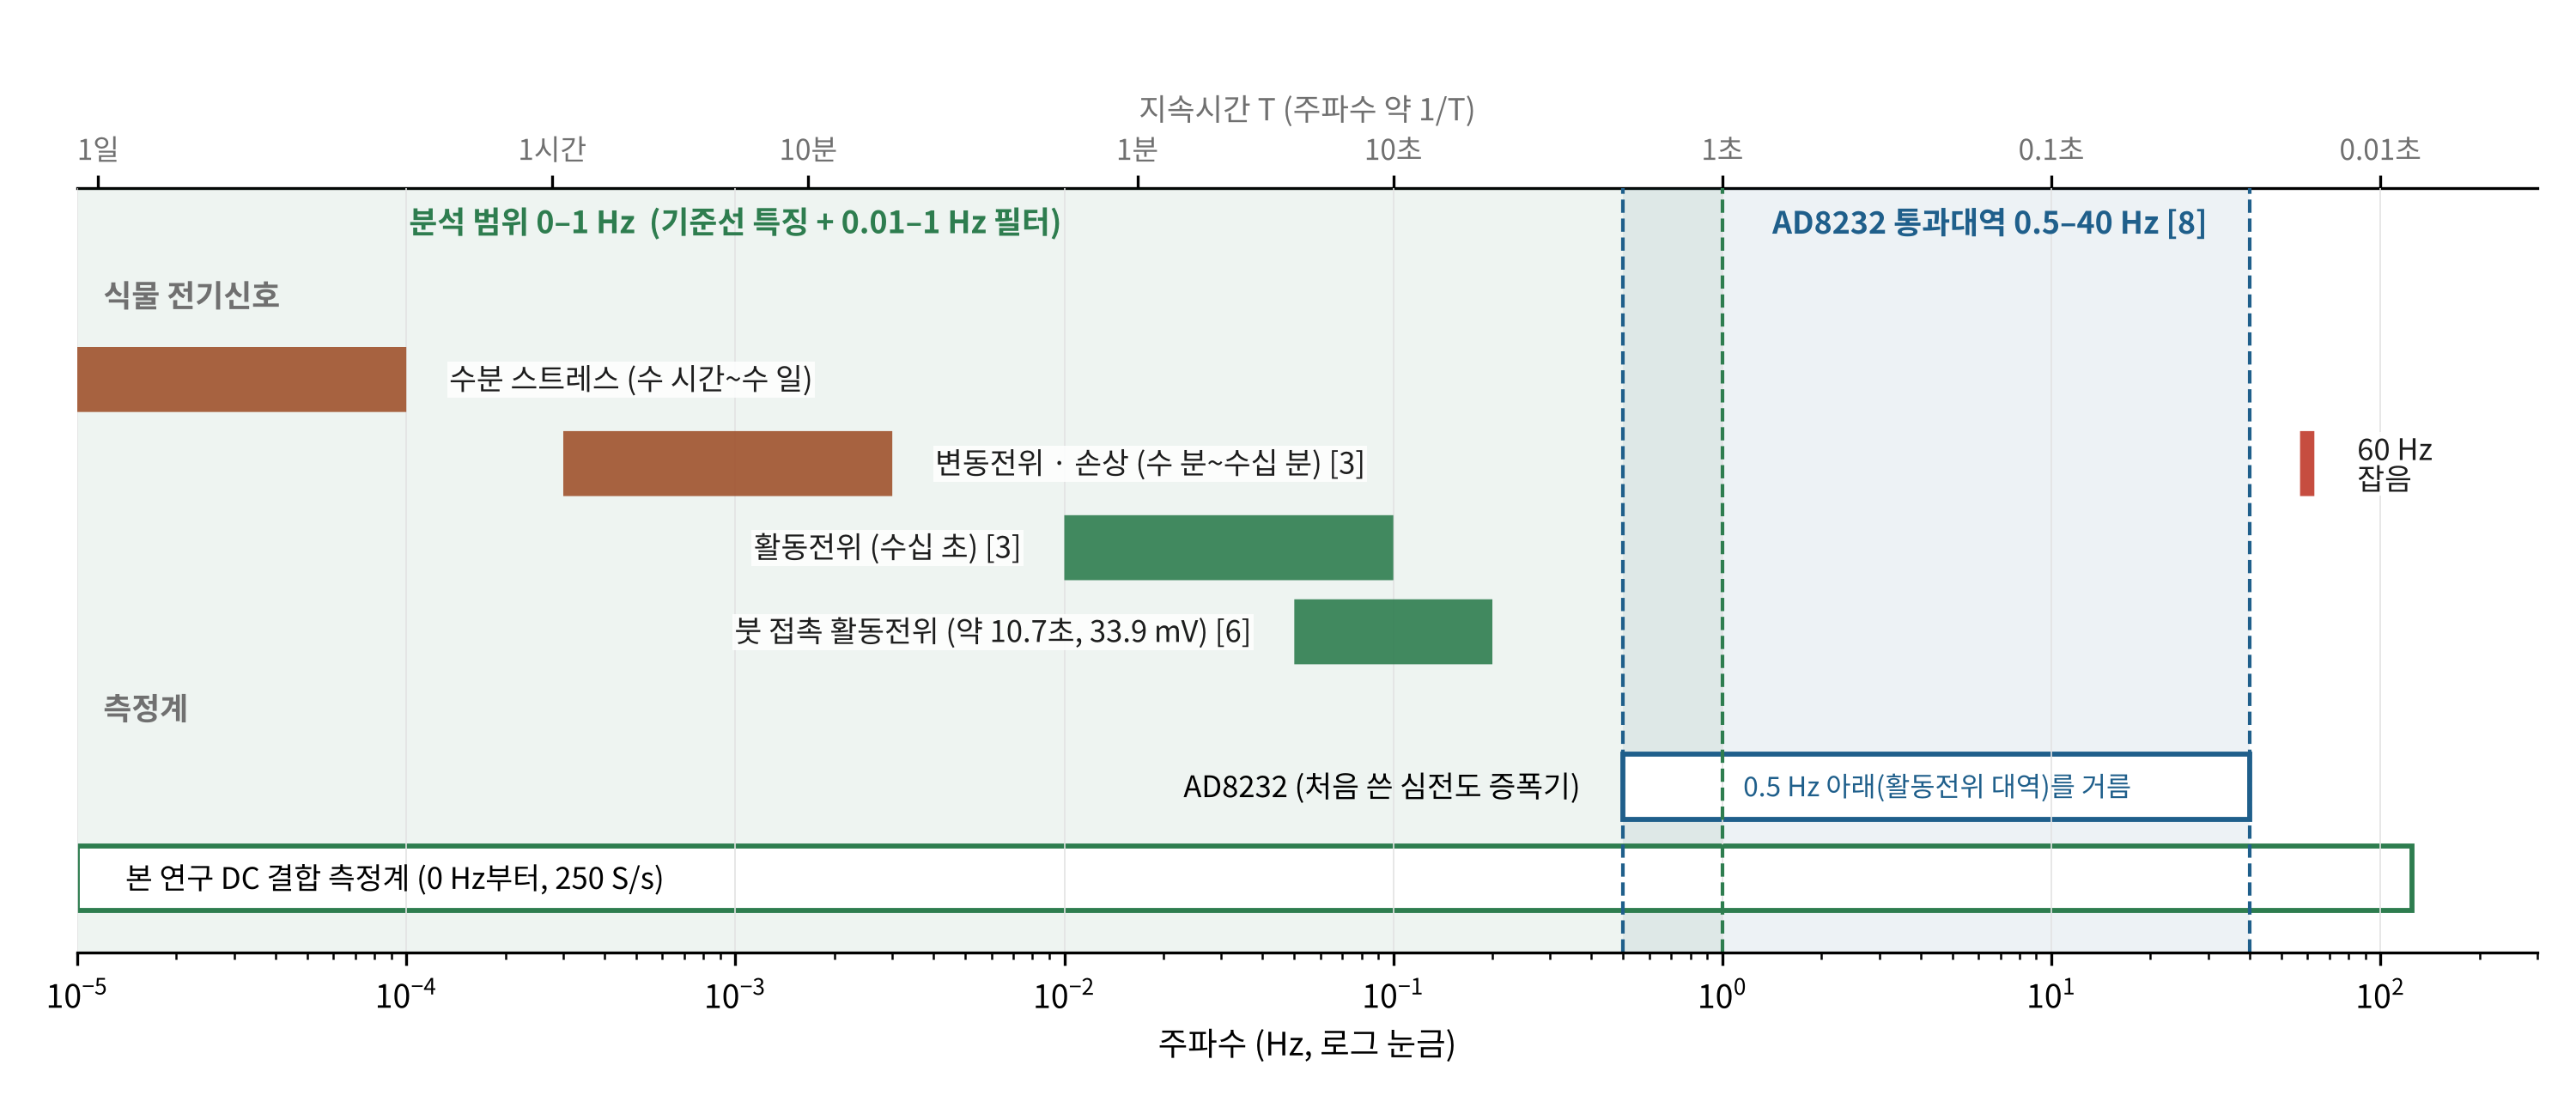 지속시간 T (주파수 약 1/T)
1일 1시간 10분 1분 10초 1초 0.1초 0.01초
분석 범위 0–1 Hz (기준선 특징 + 0.01–1 Hz 필터)
AD8232 통과대역 0.5–40 Hz [8]
식물 전기신호
수분 스트레스 (수 시간~수 일)
변동전위 · 손상 (수 분~수십 분) [3]
60 Hz
잡음
활동전위 (수십 초) [3]
붓 접촉 활동전위 (약 10.7초, 33.9 mV) [6]
측정계
AD8232 (처음 쓴 심전도 증폭기)
0.5 Hz 아래(활동전위 대역)를 거름
본 연구 DC 결합 측정계 (0 Hz부터, 250 S/s)
10⁻⁵ 10⁻⁴ 10⁻³ 10⁻² 10⁻¹ 10⁰ 10¹ 10²
주파수 (Hz, 로그 눈금)